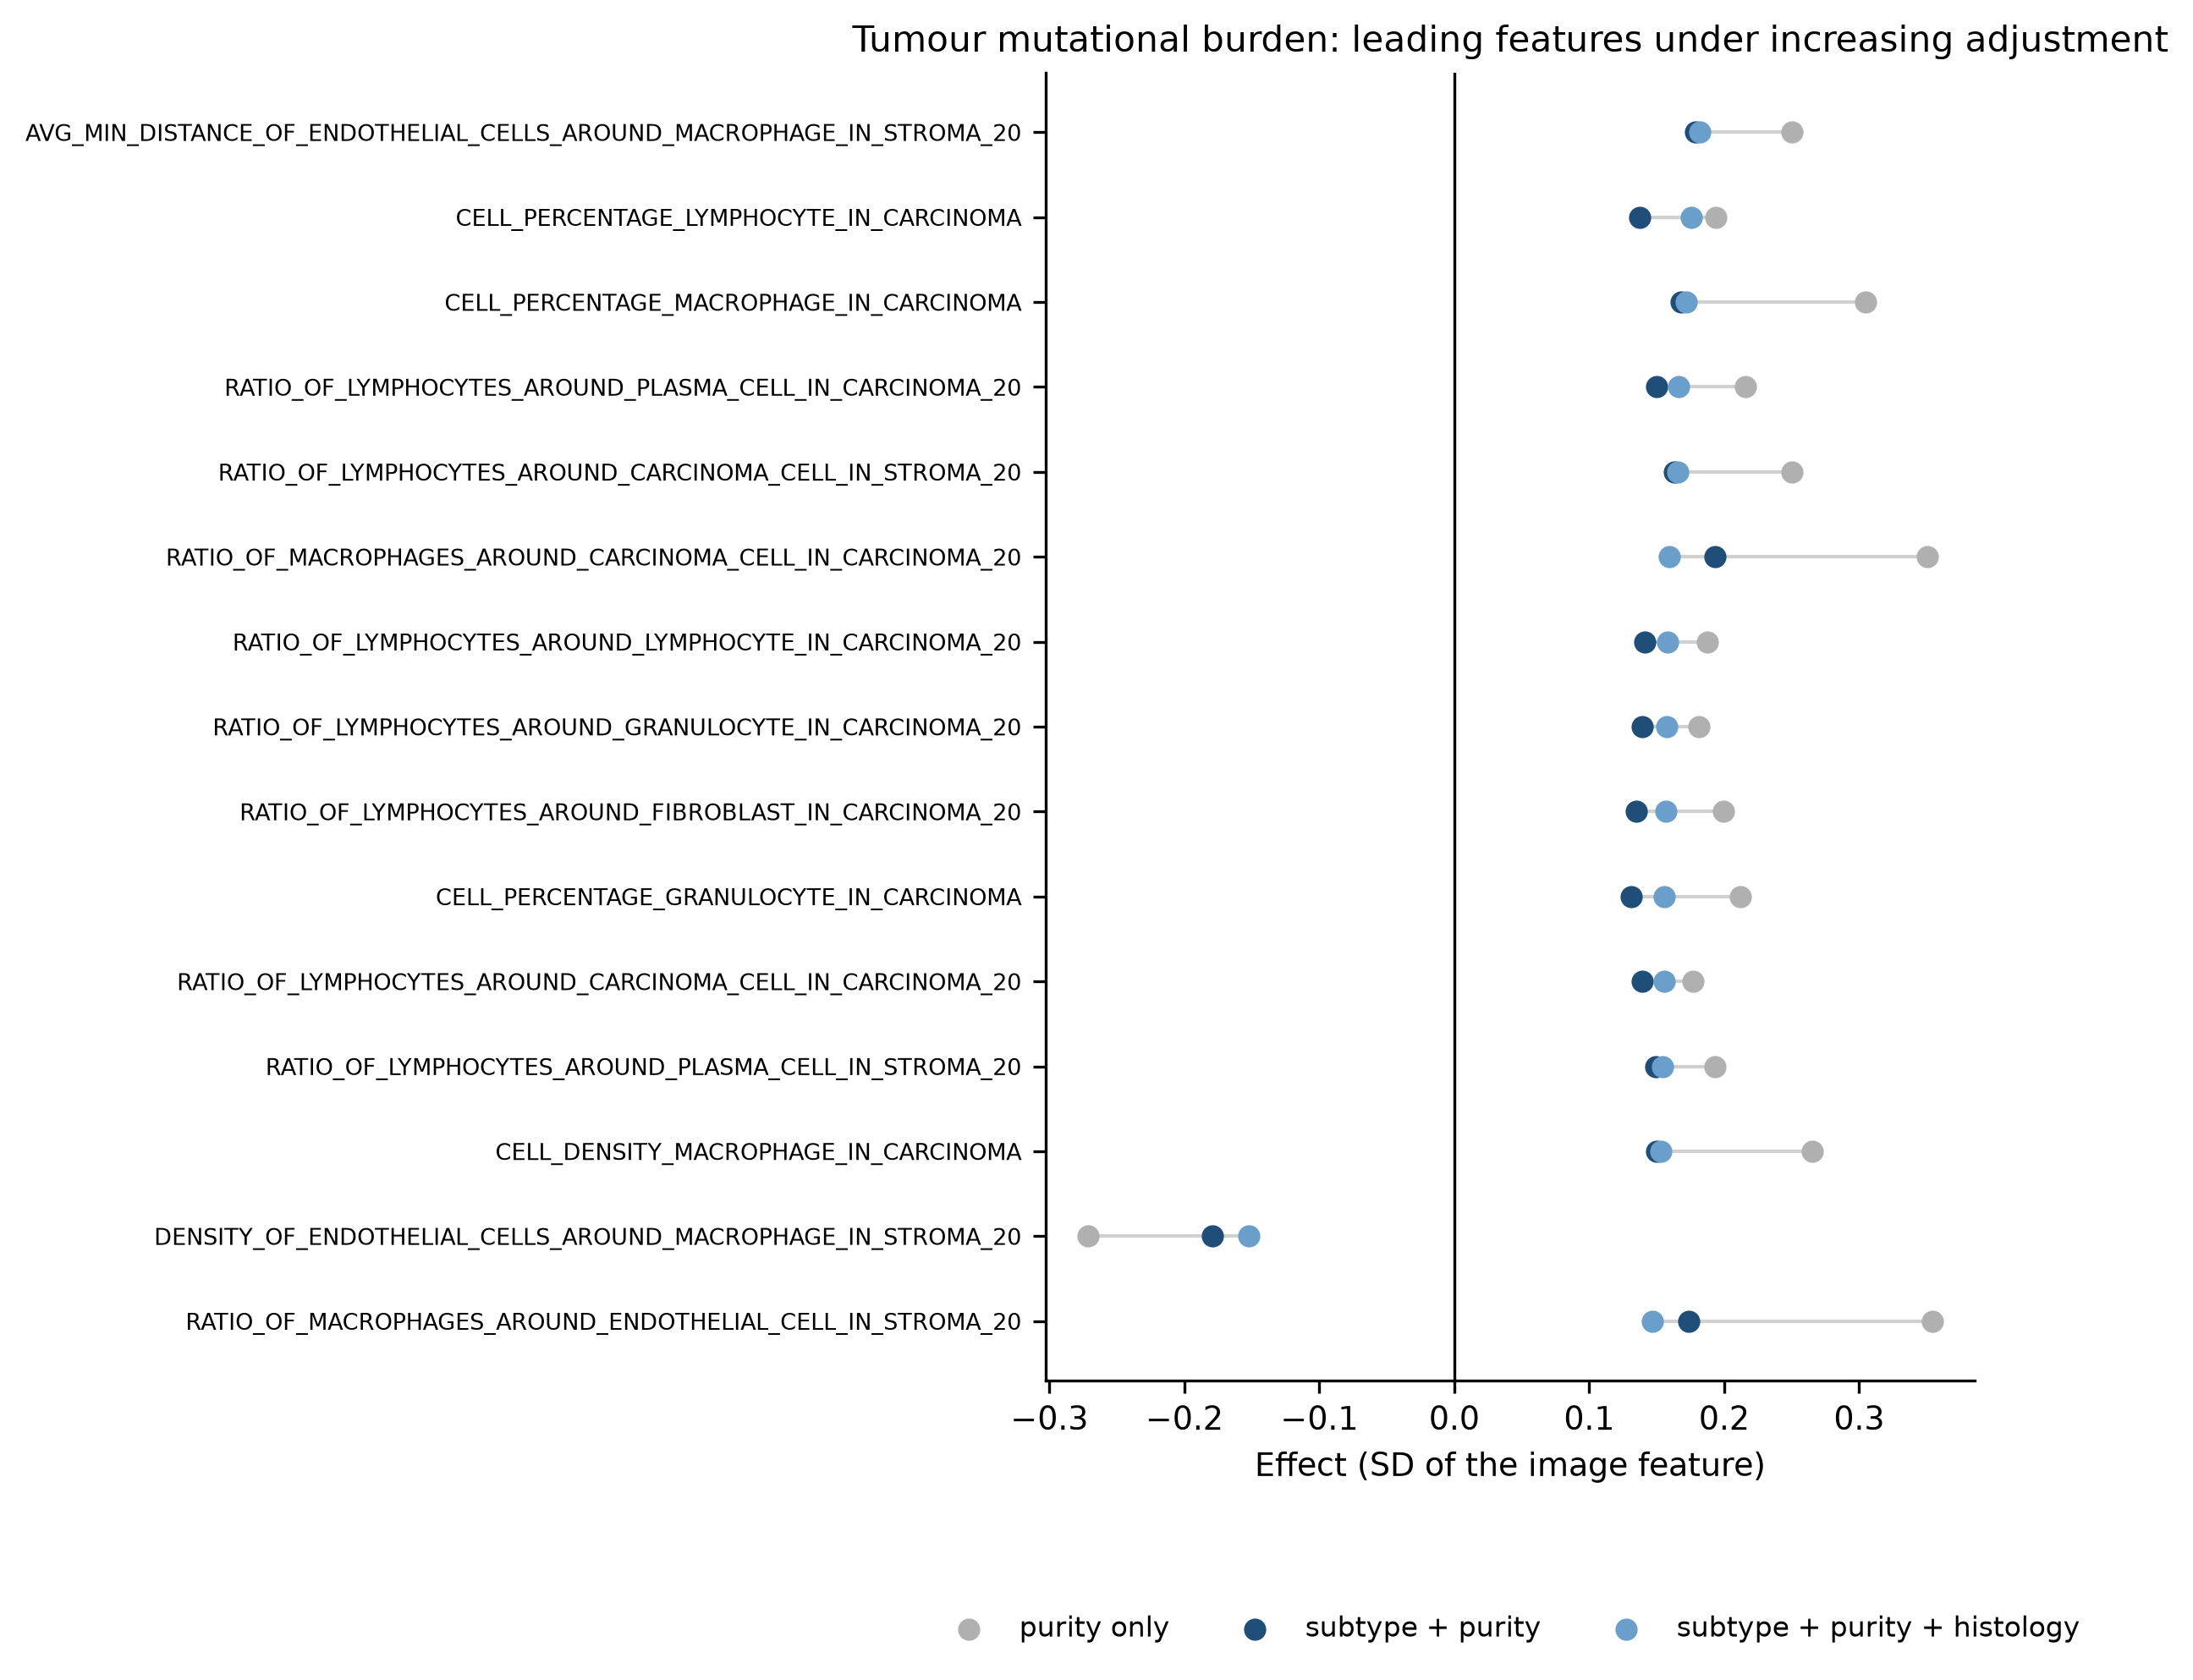 Tumour mutational burden: leading features under increasing adjustment
AVG_MIN_DISTANCE_OF_ENDOTHELIAL_CELLS_AROUND_MACROPHAGE_IN_STROMA_20
CELL_PERCENTAGE_LYMPHOCYTE_IN_CARCINOMA
CELL_PERCENTAGE_MACROPHAGE_IN_CARCINOMA
RATIO_OF_LYMPHOCYTES_AROUND_PLASMA_CELL_IN_CARCINOMA_20
RATIO_OF_LYMPHOCYTES_AROUND_CARCINOMA_CELL_IN_STROMA_20
RATIO_OF_MACROPHAGES_AROUND_CARCINOMA_CELL_IN_CARCINOMA_20
RATIO_OF_LYMPHOCYTES_AROUND_LYMPHOCYTE_IN_CARCINOMA_20
RATIO_OF_LYMPHOCYTES_AROUND_GRANULOCYTE_IN_CARCINOMA_20
RATIO_OF_LYMPHOCYTES_AROUND_FIBROBLAST_IN_CARCINOMA_20
CELL_PERCENTAGE_GRANULOCYTE_IN_CARCINOMA
RATIO_OF_LYMPHOCYTES_AROUND_CARCINOMA_CELL_IN_CARCINOMA_20
RATIO_OF_LYMPHOCYTES_AROUND_PLASMA_CELL_IN_STROMA_20
CELL_DENSITY_MACROPHAGE_IN_CARCINOMA
DENSITY_OF_ENDOTHELIAL_CELLS_AROUND_MACROPHAGE_IN_STROMA_20
RATIO_OF_MACROPHAGES_AROUND_ENDOTHELIAL_CELL_IN_STROMA_20
−0.3 −0.2 −0.1 0.0 0.1 0.2 0.3
Effect (SD of the image feature)
purity only subtype + purity subtype + purity + histology